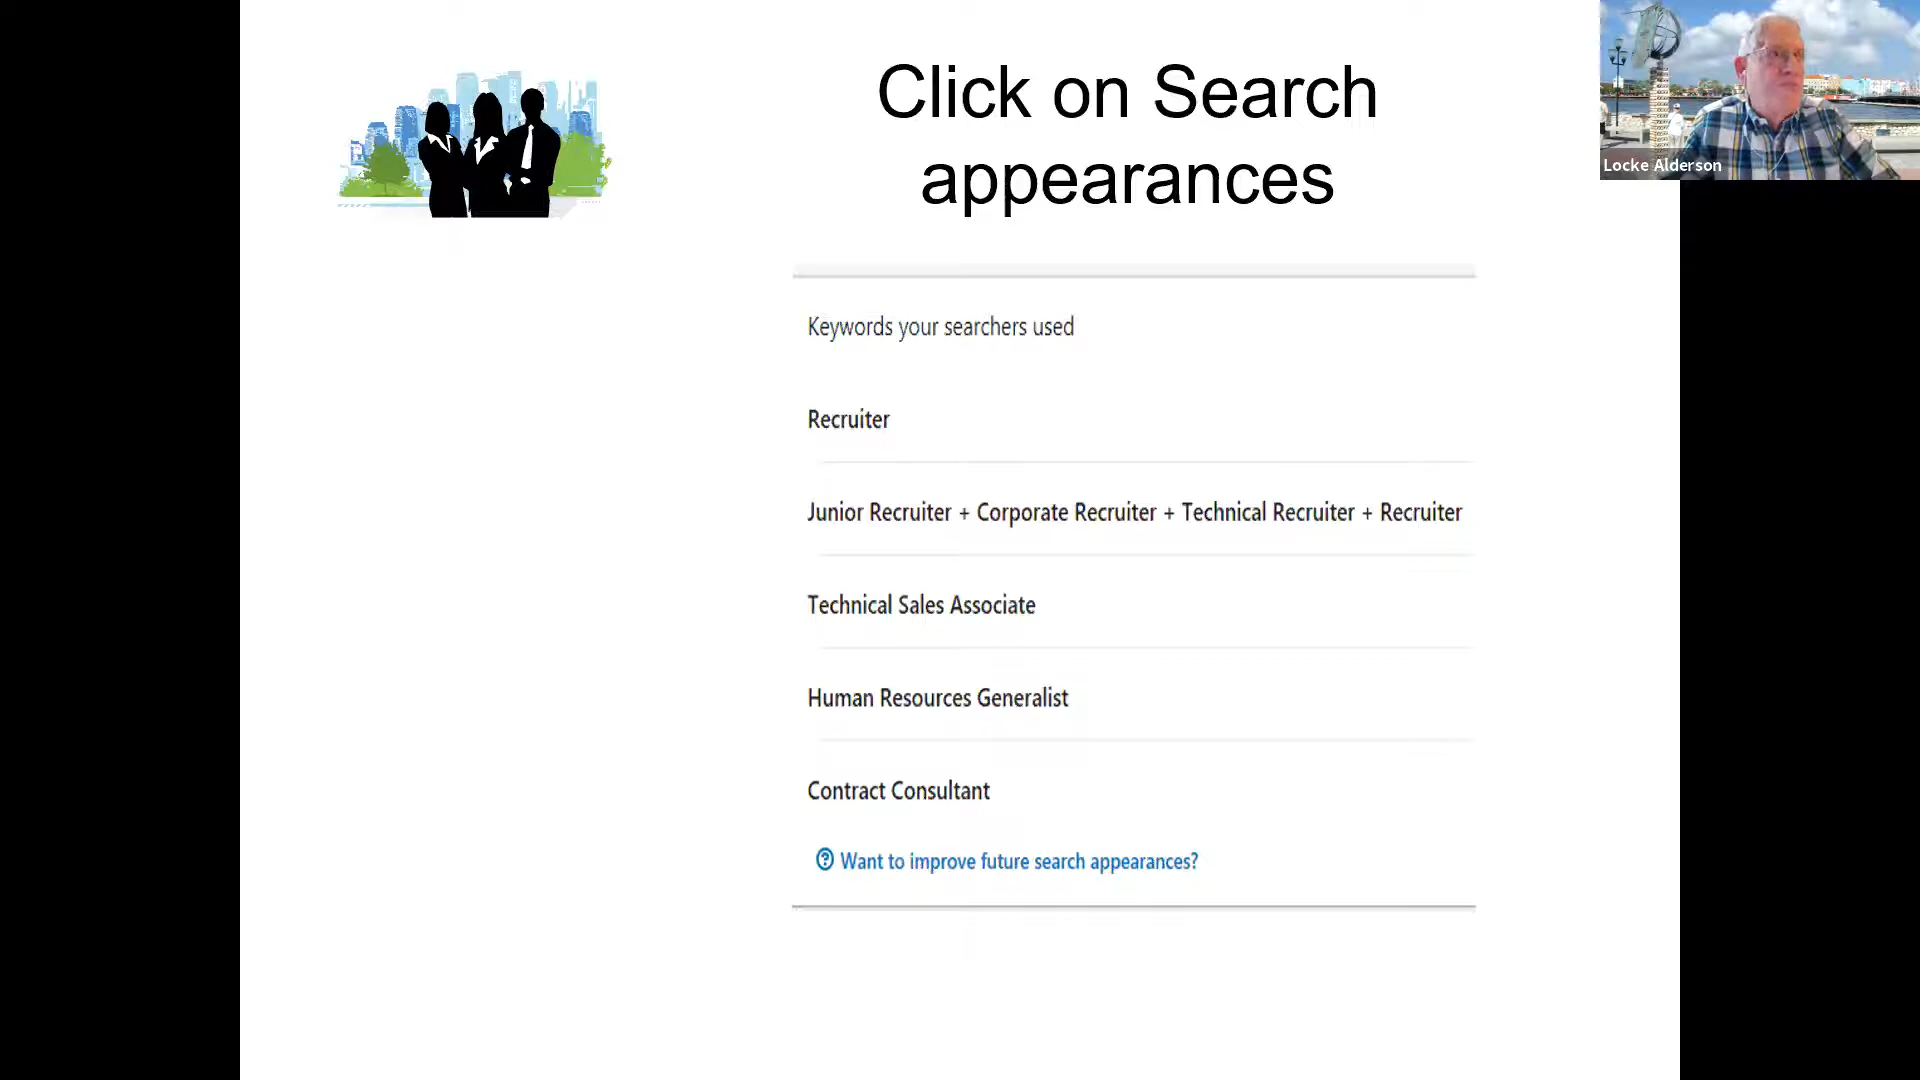 Click on Search
appearances
Locke Alderson
Keywords your searchers used
Recruiter
Junior Recruiter + Corporate Recruiter + Technical Recruiter + Recruiter
Technical Sales Associate
Human Resources Generalist
Contract Consultant
Want to improve future search appearances?